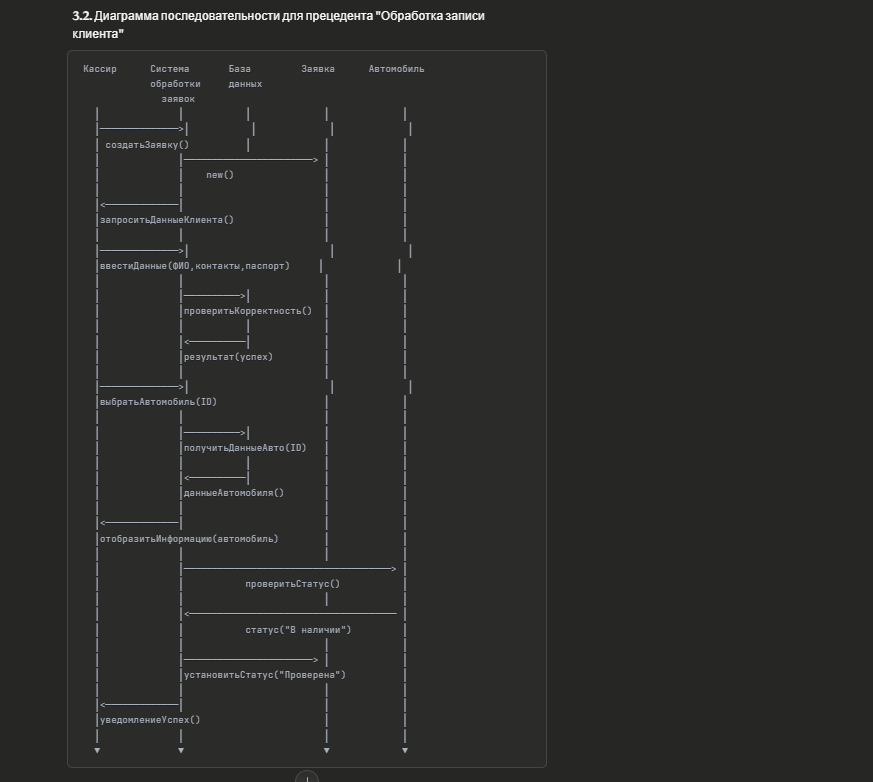 3.2. Диаграмма последовательности для прецедента "Обработка записи
клиента"
Кассир Система База Заявка Автомобиль
обработки данных
заявок
создатьЗаявку()
new()
запроситьДанныеКлиента()
ввестиДанные(ФИО,контакты,паспорт)
проверитьКорректность()
результат(успех)
выбратьАвтомобиль(ID)
получитьДанныеАвто(ID)
данныеАвтомобиля()
отобразитьИнформацию(автомобиль)
проверитьСтатус()
статус("В наличии")
установитьСтатус("Проверена")
уведомлениеУспех()